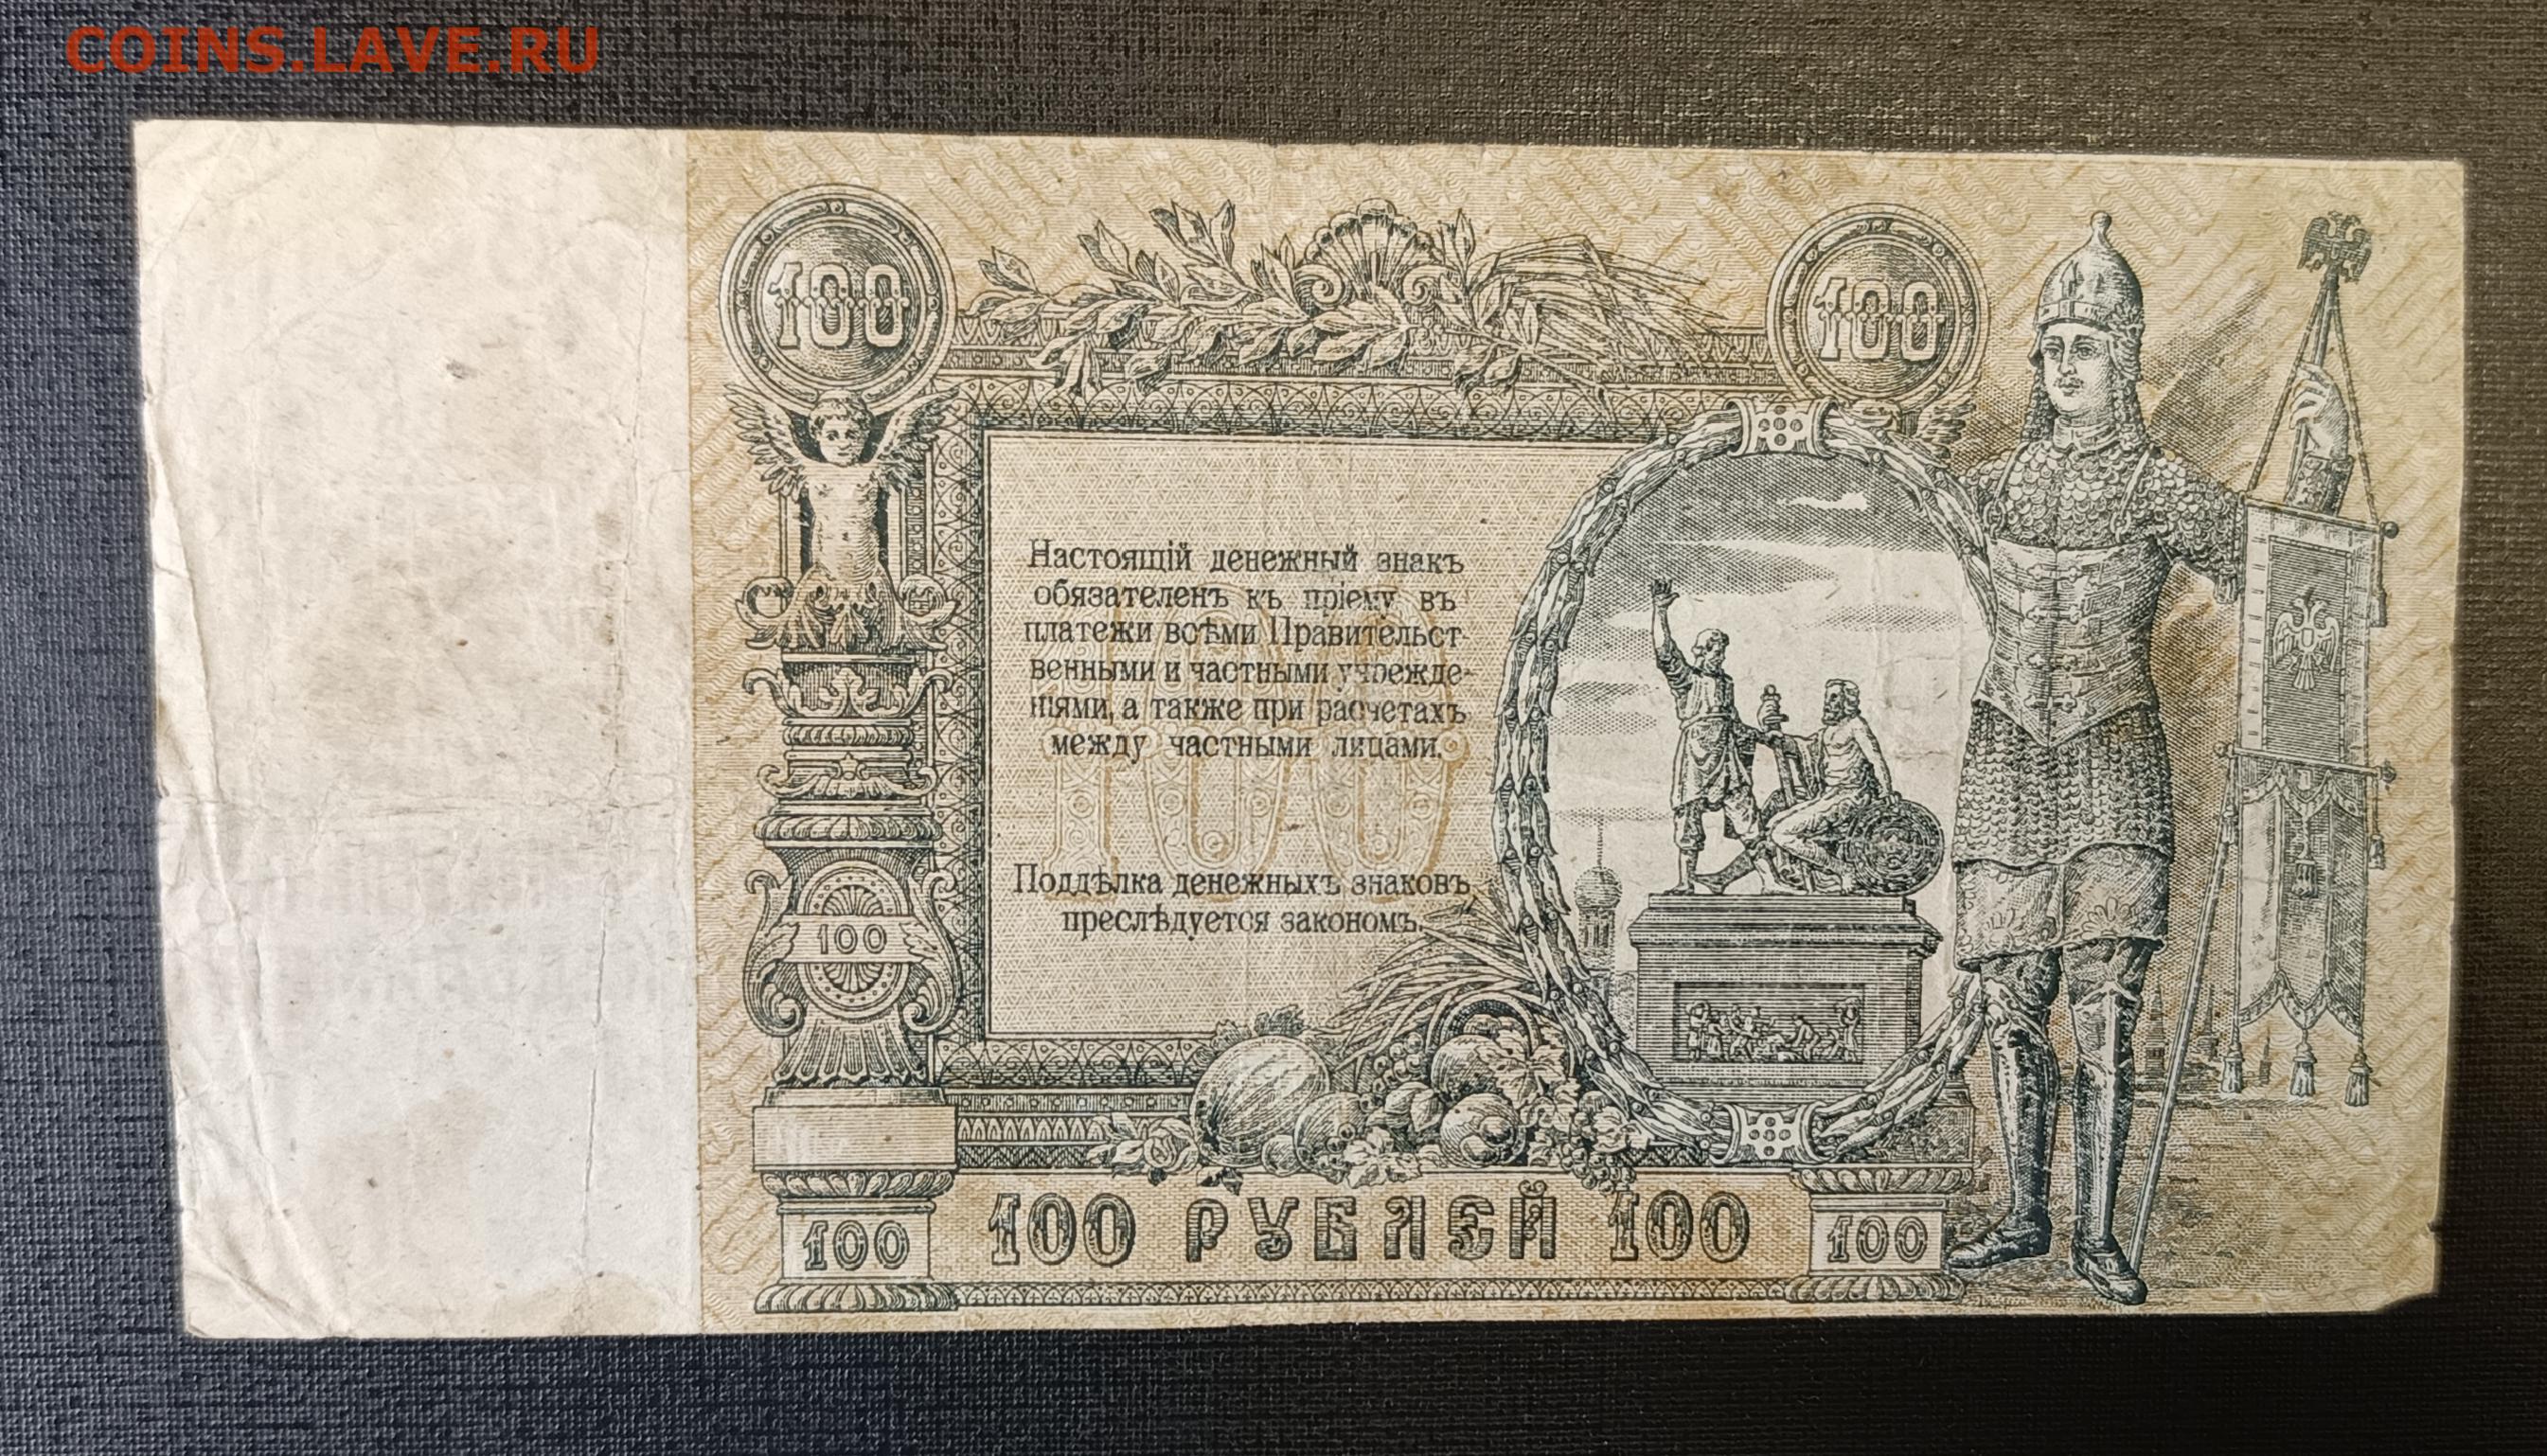 COINS.LAVE.RU
100
100
Настоящій денежный знакъ
обязателенъ къ пріему въ
платежи всѣми Правительст-
венными и частными учрежде-
ніями, а также при расчетахъ
между частными лицами.
100
Поддѣлка денежныхъ знаковъ
преслѣдуется закономъ.
100
100
100 РУБЛЕЙ 100
100